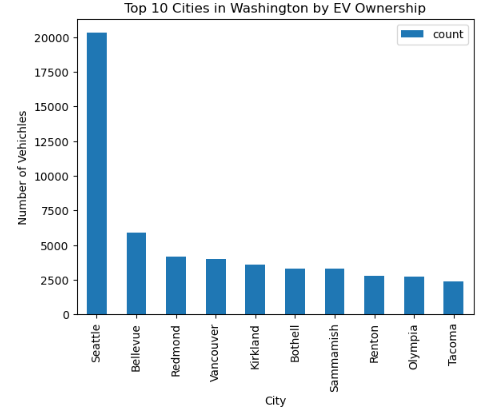 Top 10 Cities in Washington by EV Ownership
count
20000
17500
15000
12500
10000
7500
5000
2500
0
Number of Vehichles
Seattle
Bellevue
Redmond
Vancouver
Kirkland
Bothell
Sammamish
Renton
Olympia
Tacoma
City